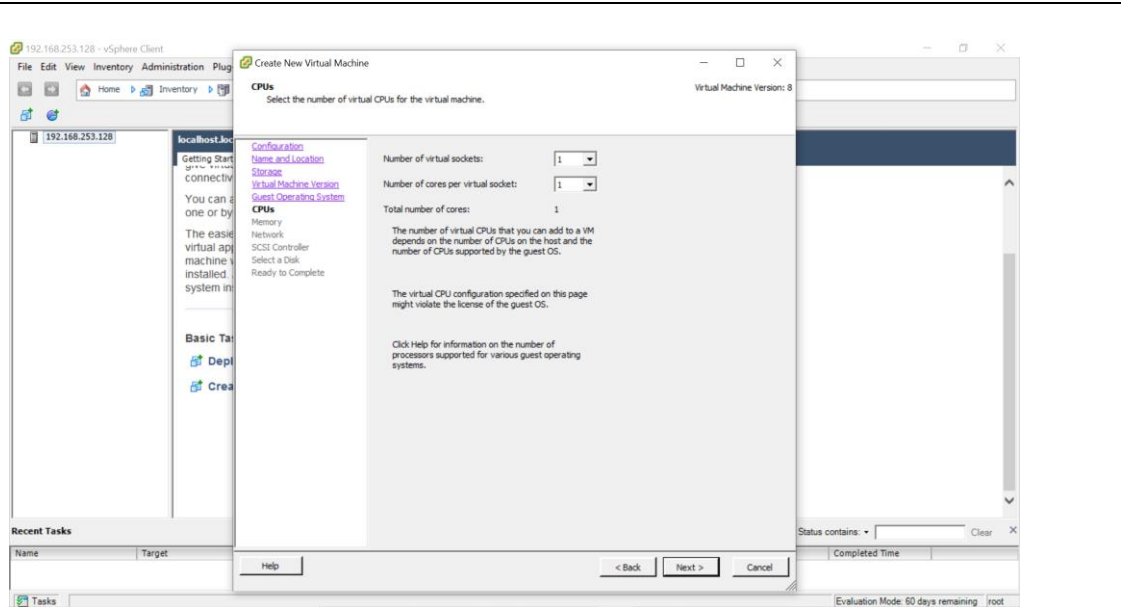 192.168.253.128 - vSphere Client
File Edit View Inventory Administration Plug
Home Inventory
192.168.253.128
localhost.loc
Getting Start
connectiv
You can a
one or by
The easie
virtual app
machine v
installed.
system in
Basic Ta
Depl
Crea
Create New Virtual Machine
CPUs
Select the number of virtual CPUs for the virtual machine.
Virtual Machine Version: 8
Configuration
Name and Location
Storage
Virtual Machine Version
Guest Operating System
CPUs
Memory
Network
SCSI Controller
Select a Disk
Ready to Complete
Number of virtual sockets: 1
Number of cores per virtual socket: 1
Total number of cores: 1
The number of virtual CPUs that you can add to a VM
depends on the number of CPUs on the host and the
number of CPUs supported by the guest OS.
The virtual CPU configuration specified on this page
might violate the license of the guest OS.
Click Help for information on the number of
processors supported for various guest operating
systems.
Help < Back Next > Cancel
Recent Tasks
Status contains: Clear
Name Target Completed Time
Tasks Evaluation Mode: 60 days remaining root